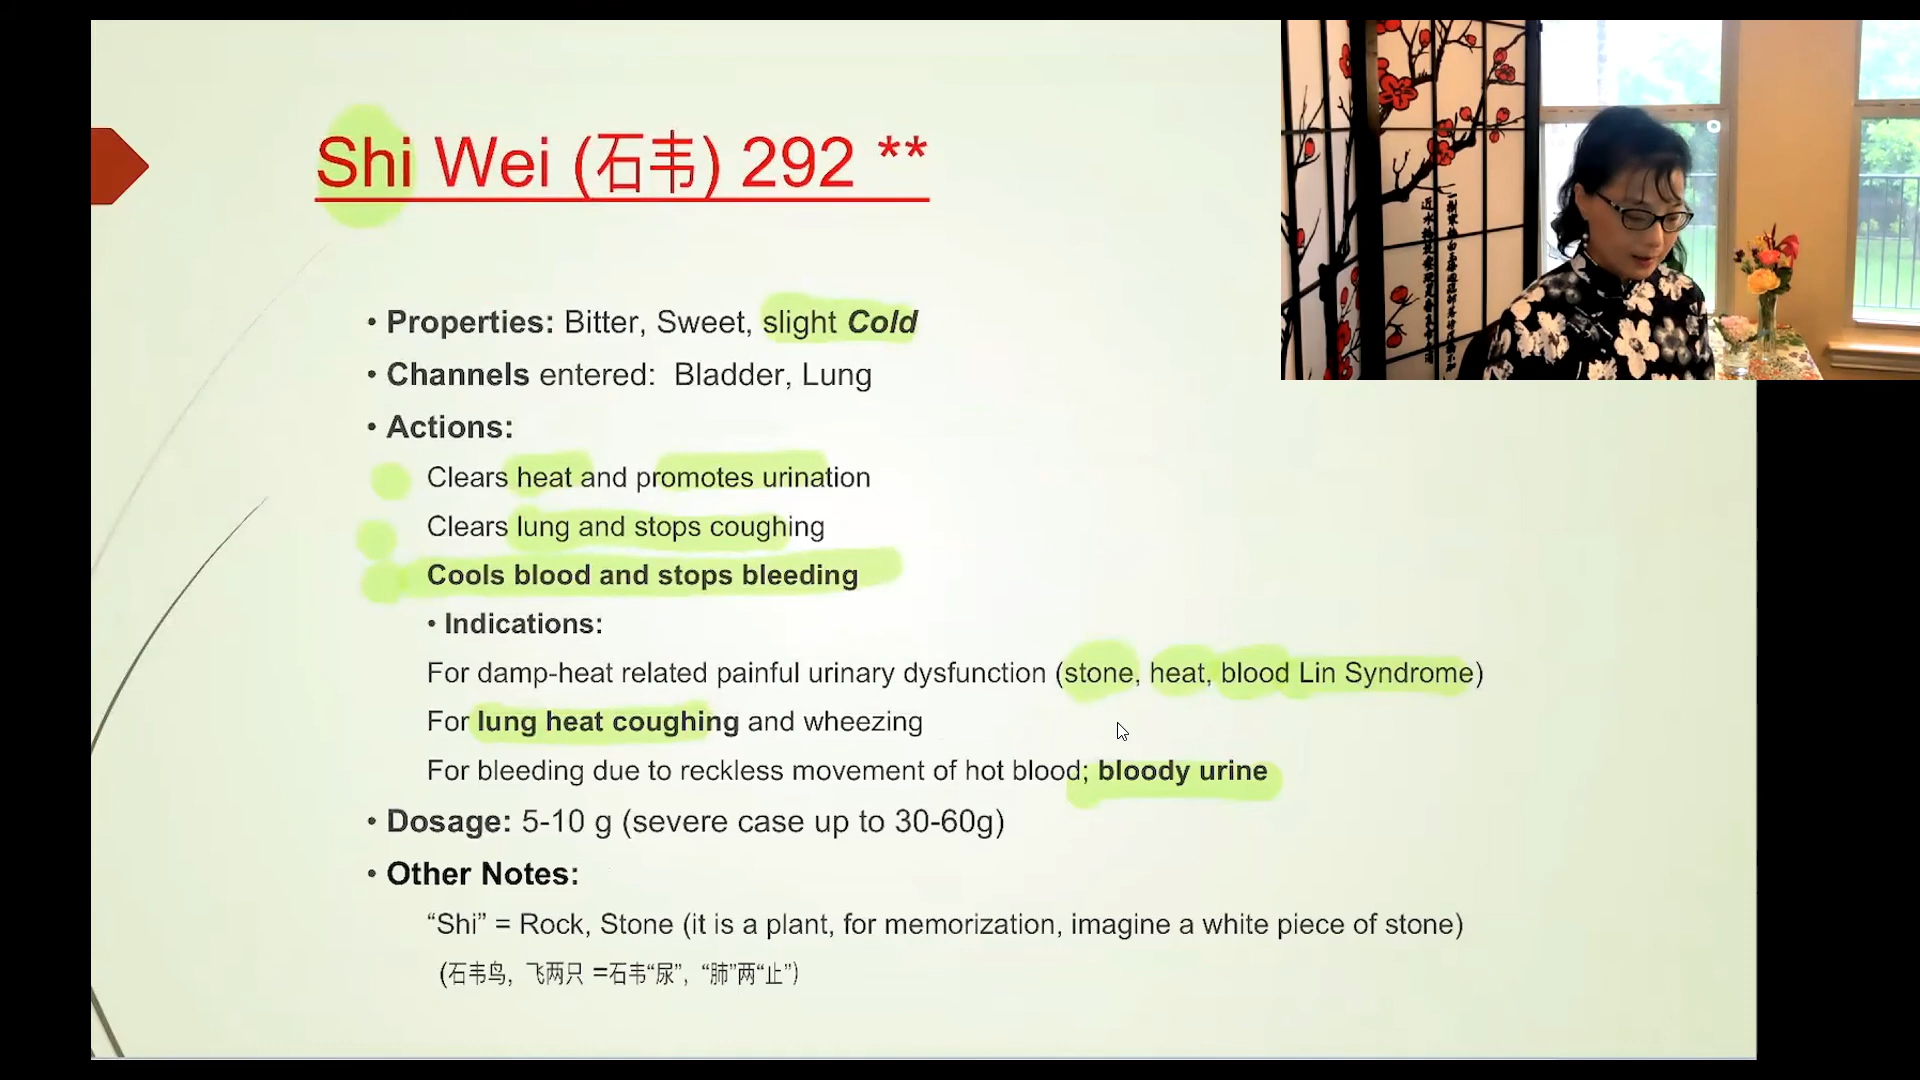 Shi Wei (石韦) 292 **
• Properties: Bitter, Sweet, slight Cold
• Channels entered: Bladder, Lung
• Actions:
Clears heat and promotes urination
Clears lung and stops coughing
Cools blood and stops bleeding
• Indications:
For damp-heat related painful urinary dysfunction (stone, heat, blood Lin Syndrome)
For lung heat coughing and wheezing
For bleeding due to reckless movement of hot blood; bloody urine
• Dosage: 5-10 g (severe case up to 30-60g)
• Other Notes:
“Shi” = Rock, Stone (it is a plant, for memorization, imagine a white piece of stone)
(石韦鸟, 飞两只 =石韦“尿”, “肺”两“止”)